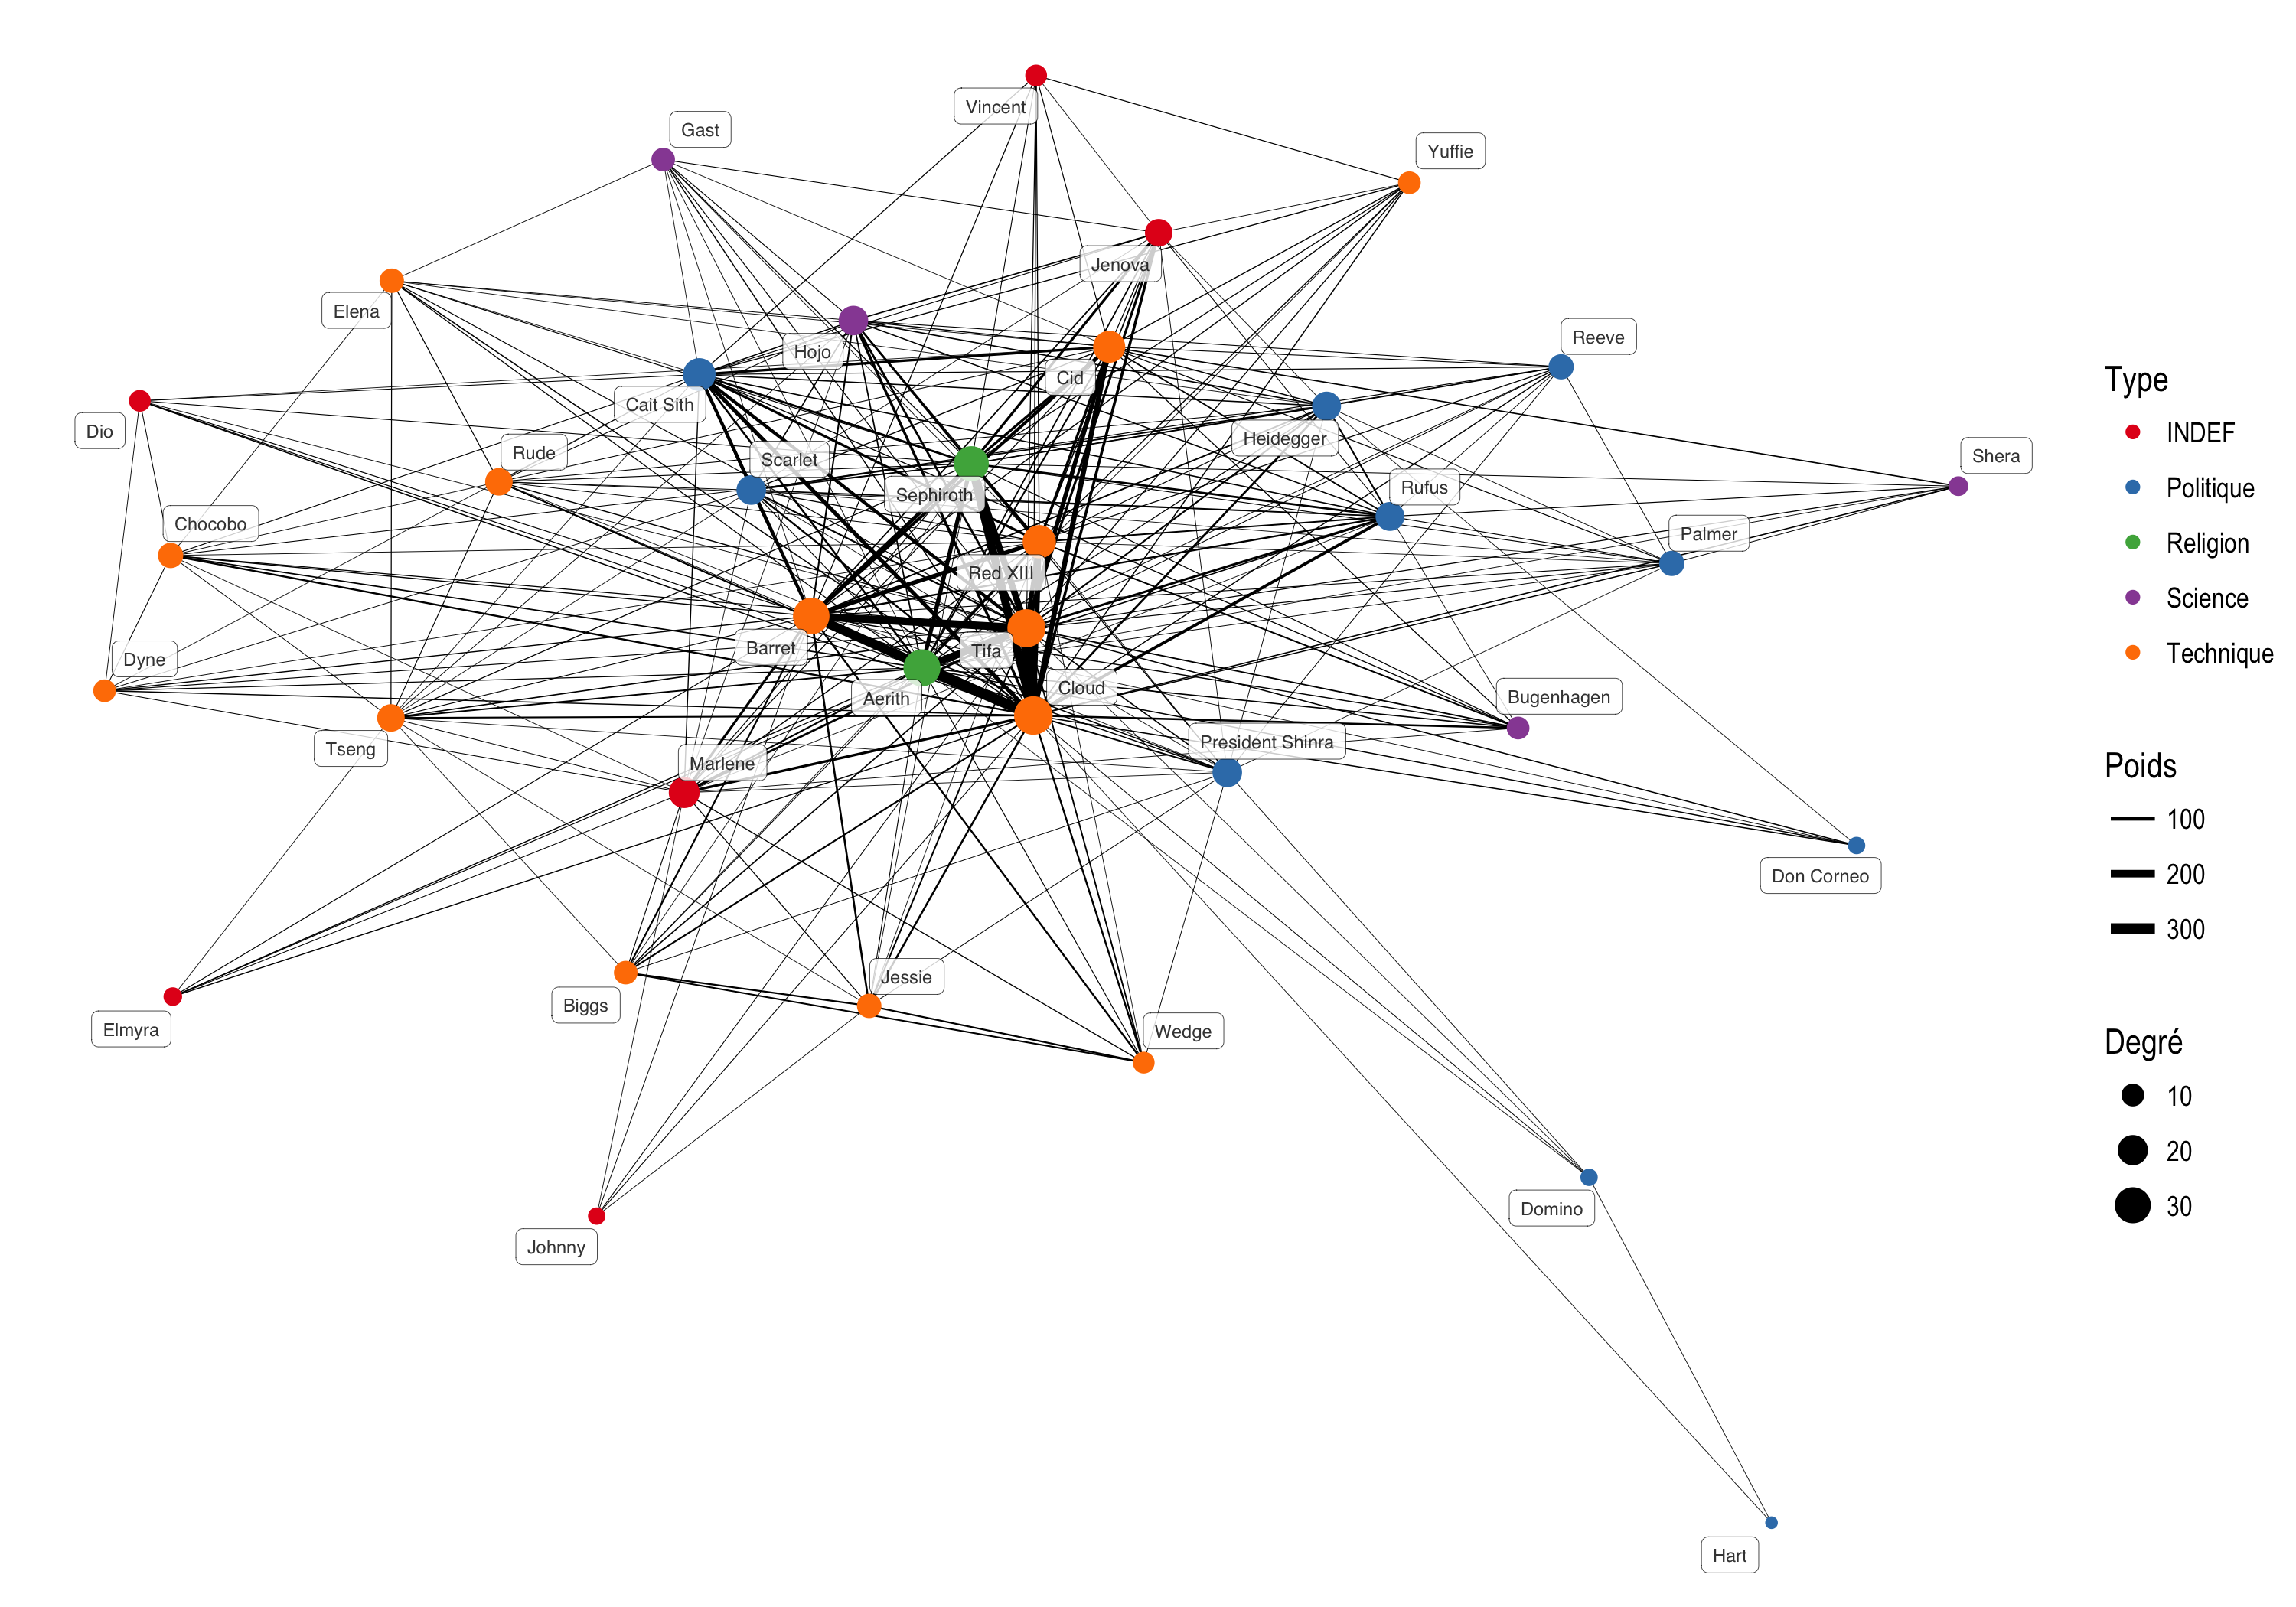 Vincent
Gast
Yuffie
Jenova
Elena
Reeve
Hojo
Cid
Cait Sith
Dio
Heidegger
Rude
Scarlet
Shera
Rufus
Sephiroth
Chocobo
Palmer
Red XIII
Barret
Tifa
Dyne
Cloud
Aerith
Bugenhagen
Tseng
President Shinra
Marlene
Don Corneo
Jessie
Biggs
Elmyra
Wedge
Domino
Johnny
Hart
Type
INDEF
Politique
Religion
Science
Technique
Poids
100
200
300
Degré
10
20
30